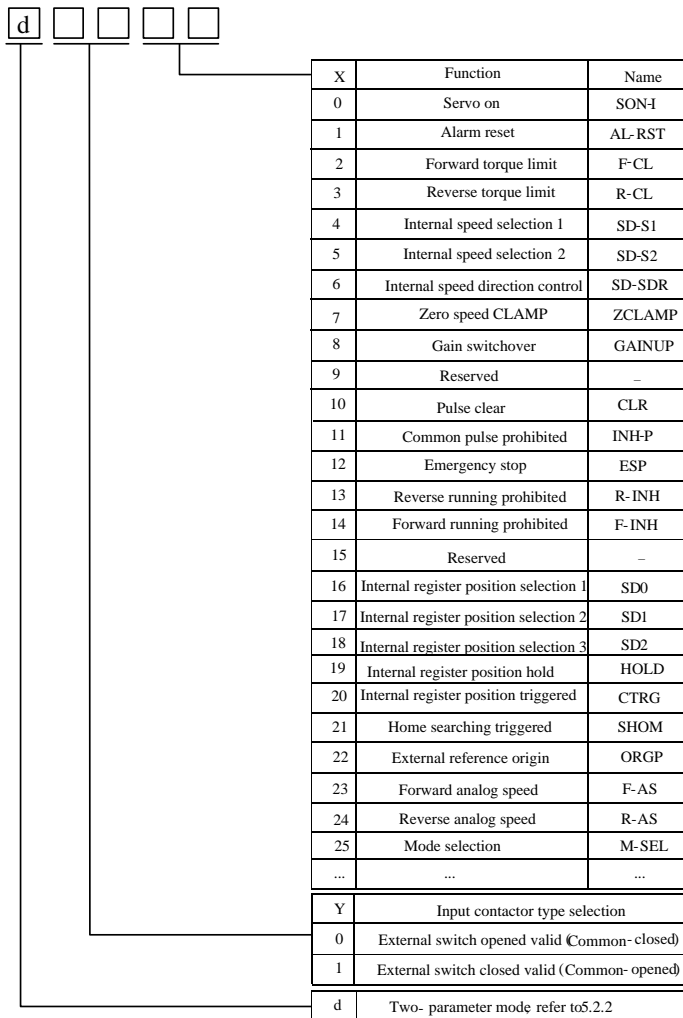 d
X Function Name
0 Servo on SON-I
1 Alarm reset AL-RST
2 Forward torque limit F-CL
3 Reverse torque limit R-CL
4 Internal speed selection 1 SD-S1
5 Internal speed selection 2 SD-S2
6 Internal speed direction control SD-SDR
7 Zero speed CLAMP ZCLAMP
8 Gain switchover GAINUP
9 Reserved –
10 Pulse clear CLR
11 Common pulse prohibited INH-P
12 Emergency stop ESP
13 Reverse running prohibited R-INH
14 Forward running prohibited F-INH
15 Reserved –
16 Internal register position selection 1 SD0
17 Internal register position selection 2 SD1
18 Internal register position selection 3 SD2
19 Internal register position hold HOLD
20 Internal register position triggered CTRG
21 Home searching triggered SHOM
22 External reference origin ORGP
23 Forward analog speed F-AS
24 Reverse analog speed R-AS
25 Mode selection M-SEL
... ... ...
Y Input contactor type selection
0 External switch opened valid (Common-closed)
1 External switch closed valid (Common-opened)
d Two-parameter mode, refer to5.2.2